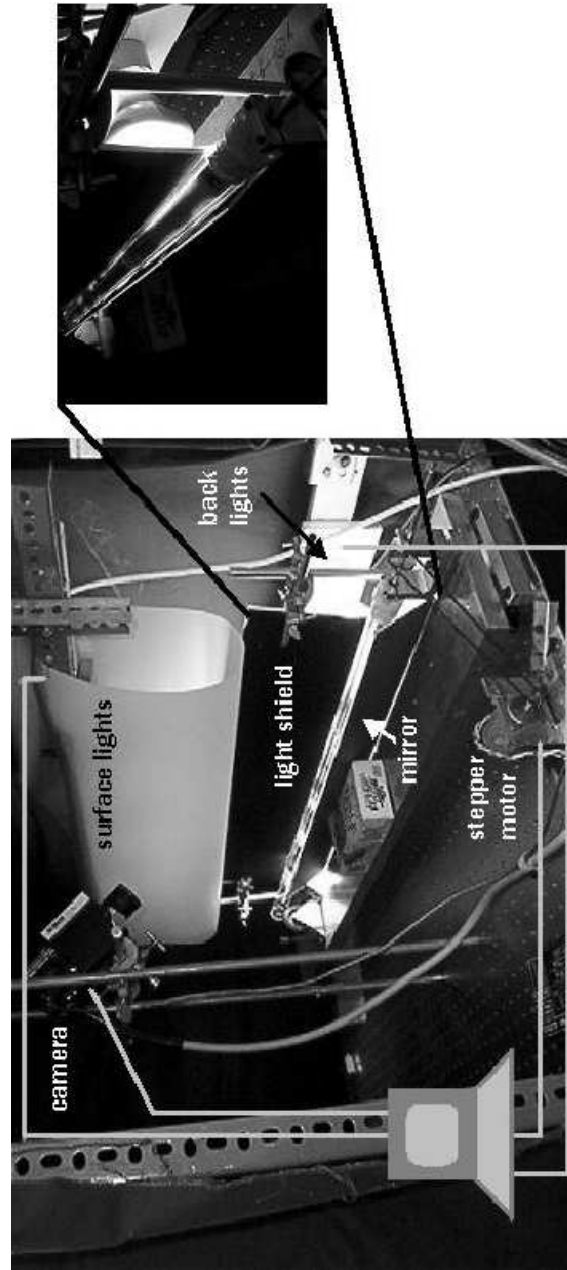 camera
surface lights
back
lights
light shield
mirror
stepper
motor